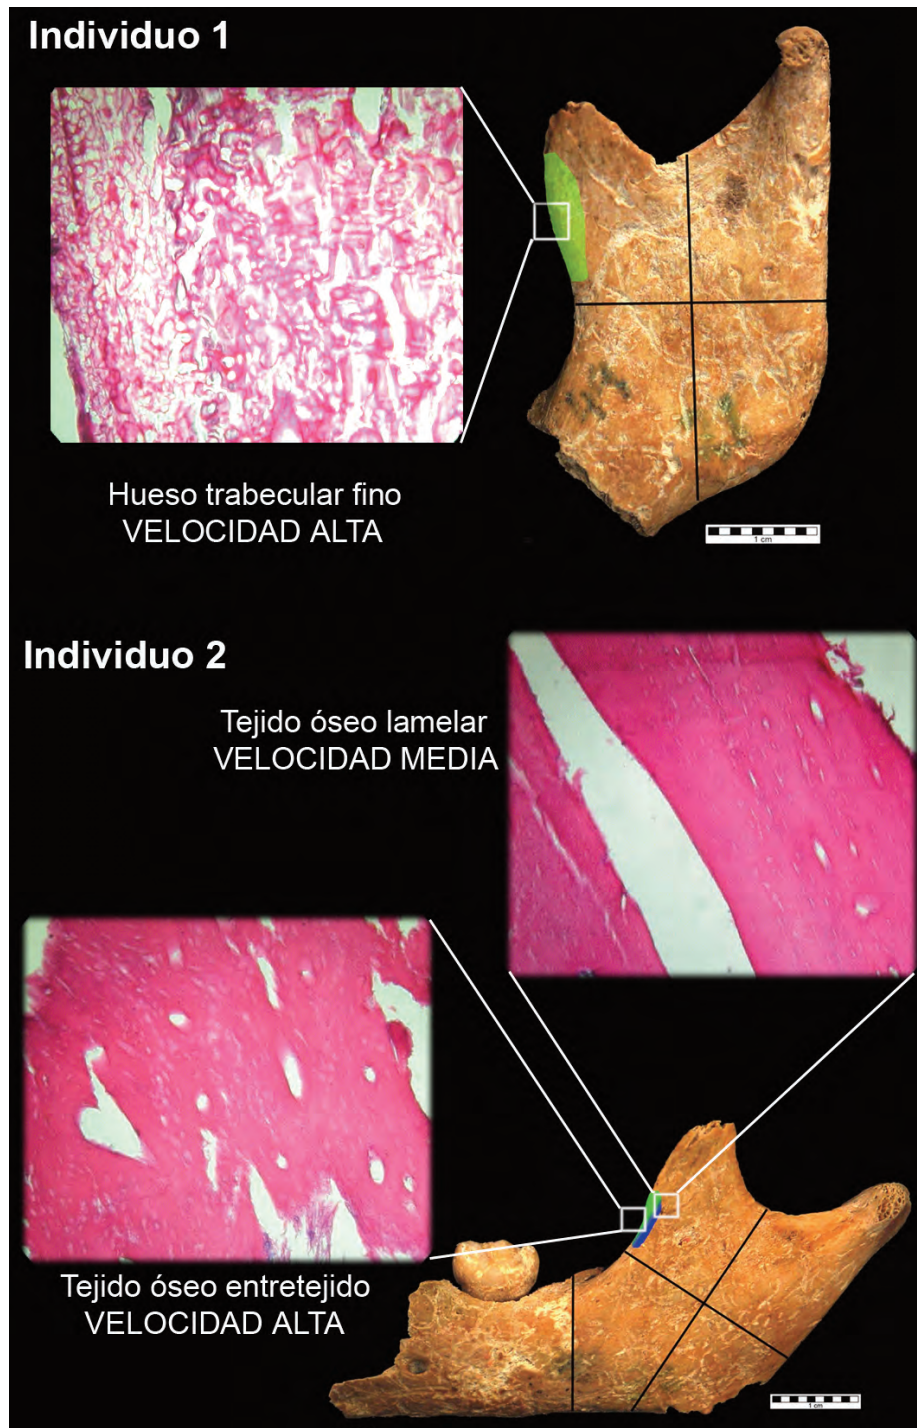 Individuo 1
Hueso trabecular fino
VELOCIDAD ALTA
1 cm
Individuo 2
Tejido óseo lamelar
VELOCIDAD MEDIA
Tejido óseo entretejido
VELOCIDAD ALTA
1 cm